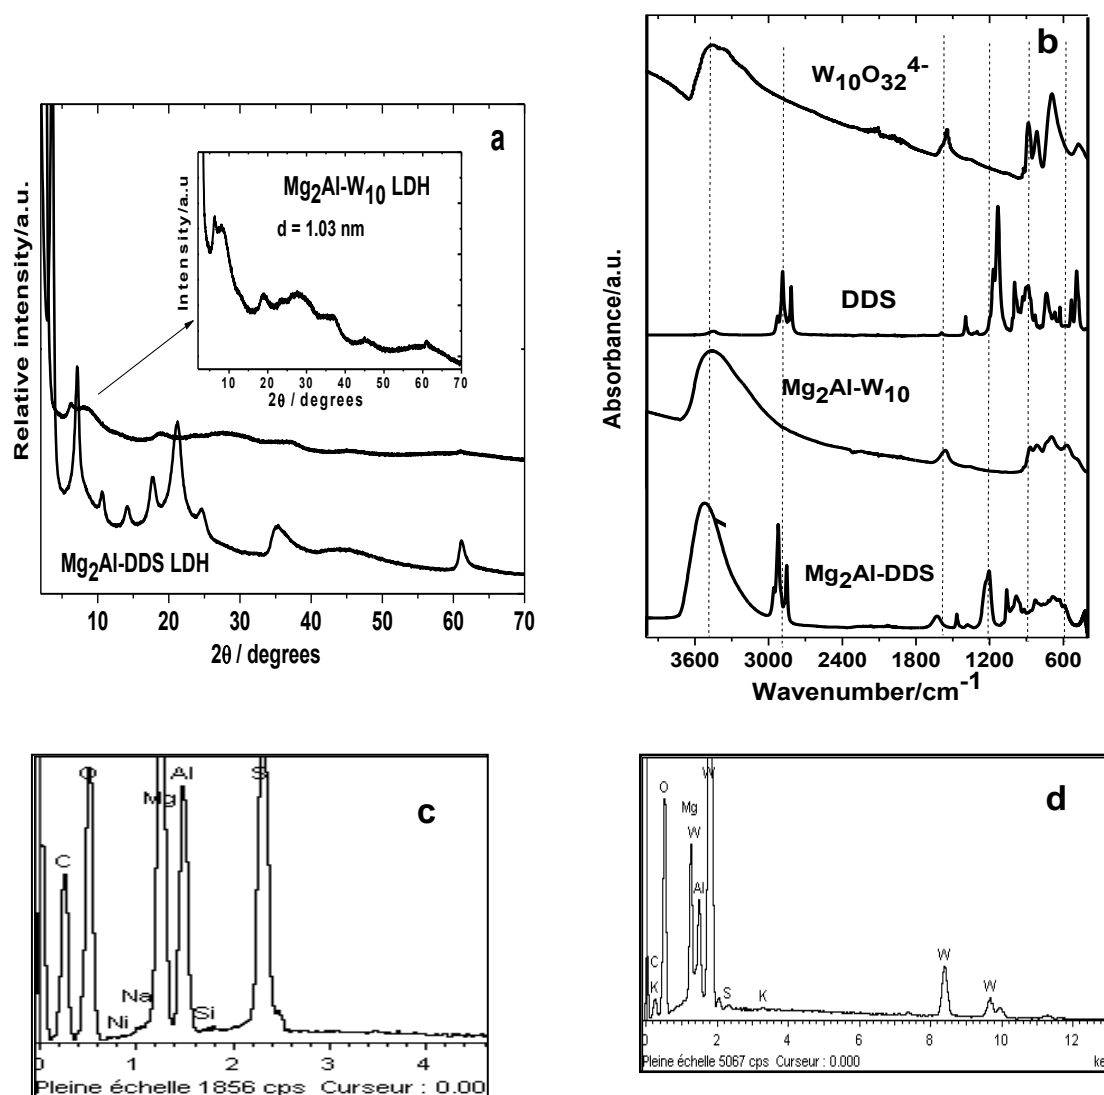 a
Relative intensity/a.u.
Intensity/a.u
Mg2Al-W10 LDH
d = 1.03 nm
10 20 30 40 50 60 70
2θ / degrees
Mg2Al-DDS LDH
10 20 30 40 50 60 70
2θ / degrees
b
Absorbance/a.u.
W10O32^4-
DDS
Mg2Al-W10
Mg2Al-DDS
3600 3000 2400 1800 1200 600
Wavenumber/cm^-1
c
C
O
Ni
Na
Mg
Al
Si
S
0 1 2 3 4
Pleine échelle 1856 cps Curseur : 0.00
d
C
K
O
Mg
W
Al
W
S
K
W
W
0 2 4 6 8 10 12
Pleine échelle 5067 cps Curseur : 0.000 ke